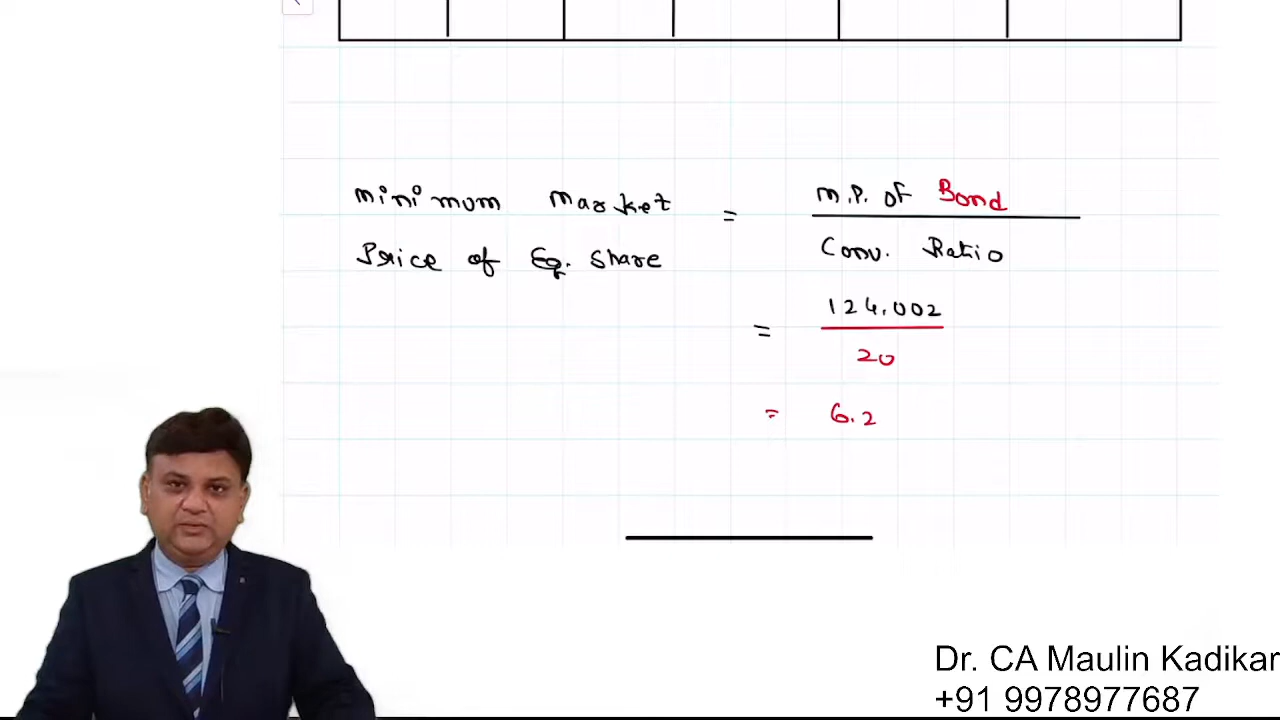 minimum market = m.P. of Bond
Price of Eq. Share Conv. Ratio
= 124.002
20
= 6.2
Dr. CA Maulin Kadikar
+91 9978977687